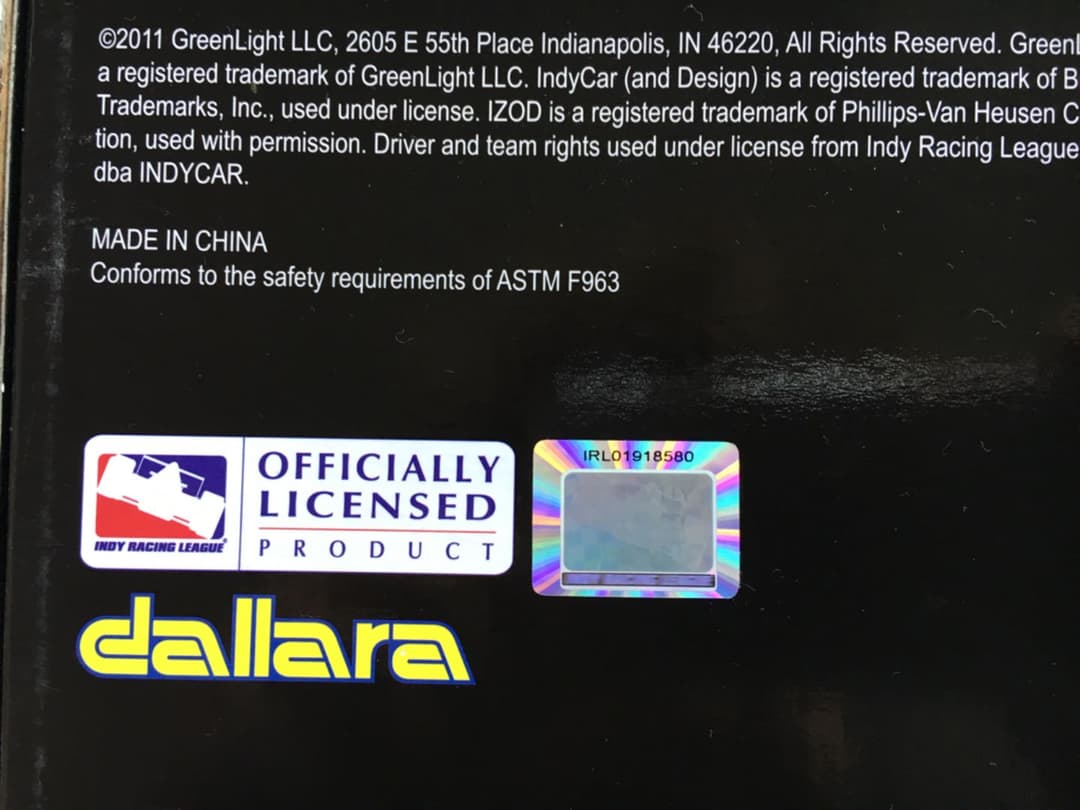 ©2011 GreenLight LLC, 2605 E 55th Place Indianapolis, IN 46220, All Rights Reserved. Greenl
a registered trademark of GreenLight LLC. IndyCar (and Design) is a registered trademark of B
Trademarks, Inc., used under license. IZOD is a registered trademark of Phillips-Van Heusen C
tion, used with permission. Driver and team rights used under license from Indy Racing League
dba INDYCAR.
MADE IN CHINA
Conforms to the safety requirements of ASTM F963
OFFICIALLY
LICENSED
PRODUCT
INDY RACING LEAGUE®
IRL01918580
dallara